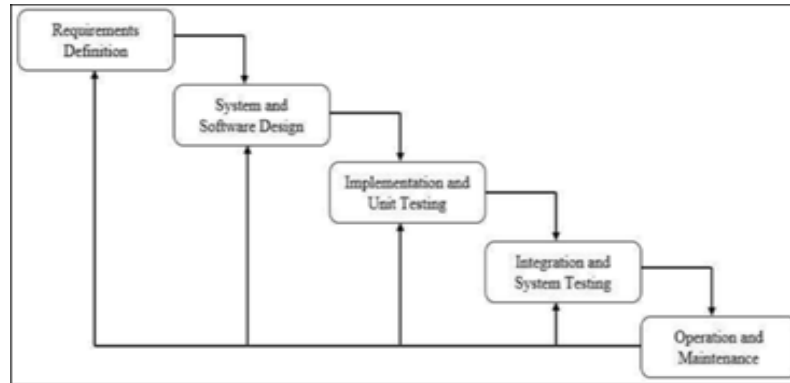 Requirements
Definition
System and
Software Design
Implementation and
Unit Testing
Integration and
System Testing
Operation and
Maintenance